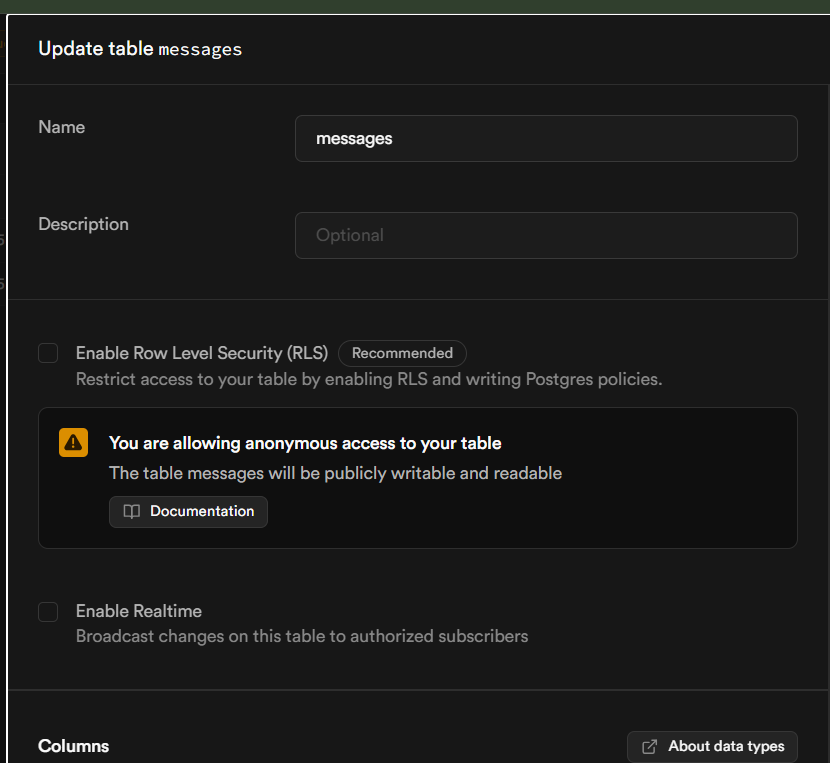 Update table messages
Name
messages
Description
Optional
Enable Row Level Security (RLS) Recommended
Restrict access to your table by enabling RLS and writing Postgres policies.
You are allowing anonymous access to your table
The table messages will be publicly writable and readable
Documentation
Enable Realtime
Broadcast changes on this table to authorized subscribers
Columns
About data types